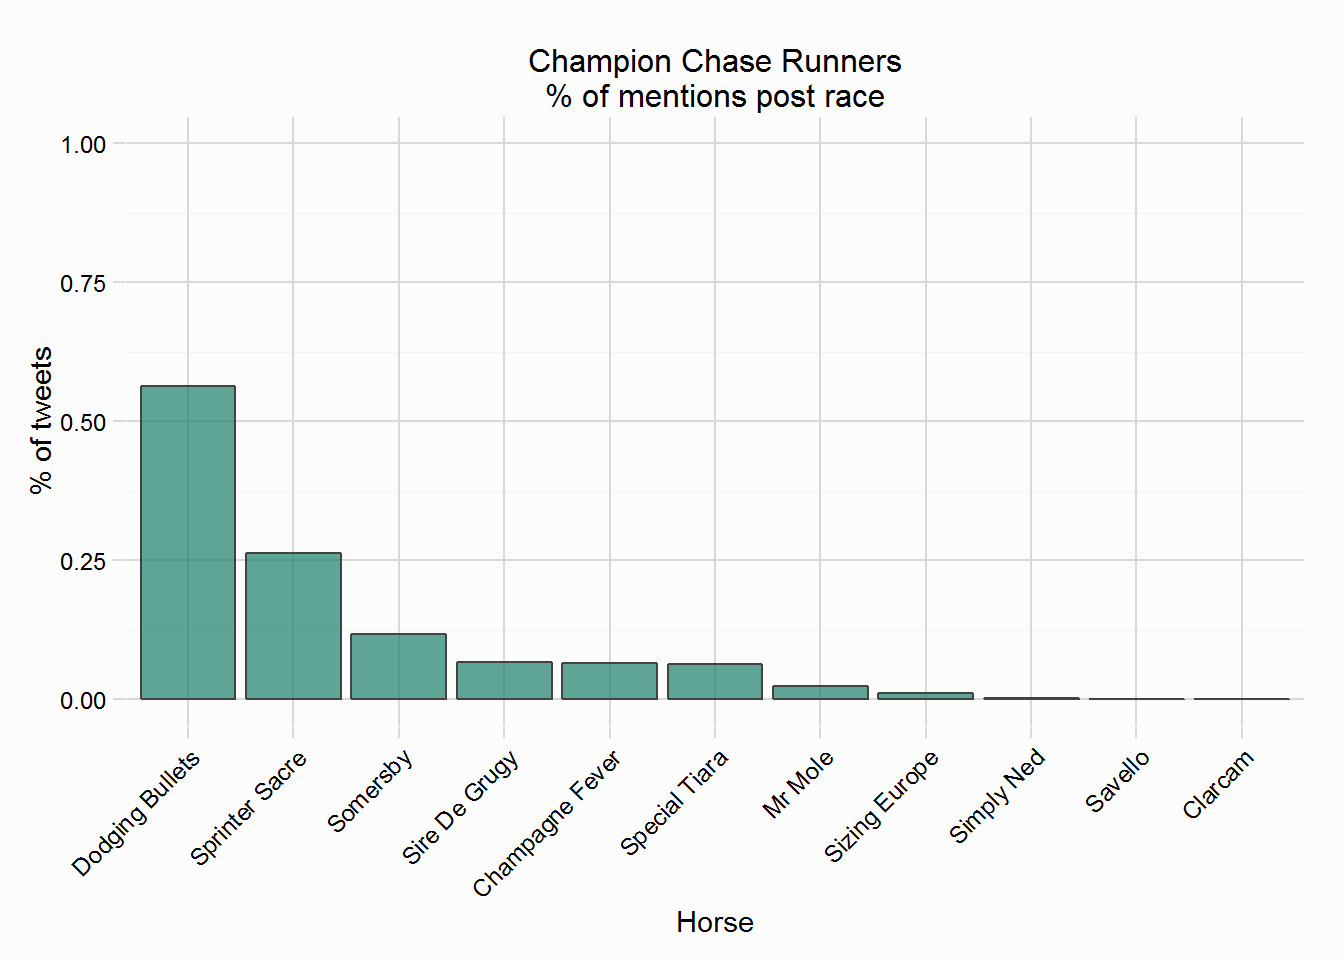 Champion Chase Runners
% of mentions post race
% of tweets
1.00
0.75
0.50
0.25
0.00
Dodging Bullets
Sprinter Sacre
Somersby
Sire De Grugy
Champagne Fever
Special Tiara
Mr Mole
Sizing Europe
Simply Ned
Savello
Clarcam
Horse